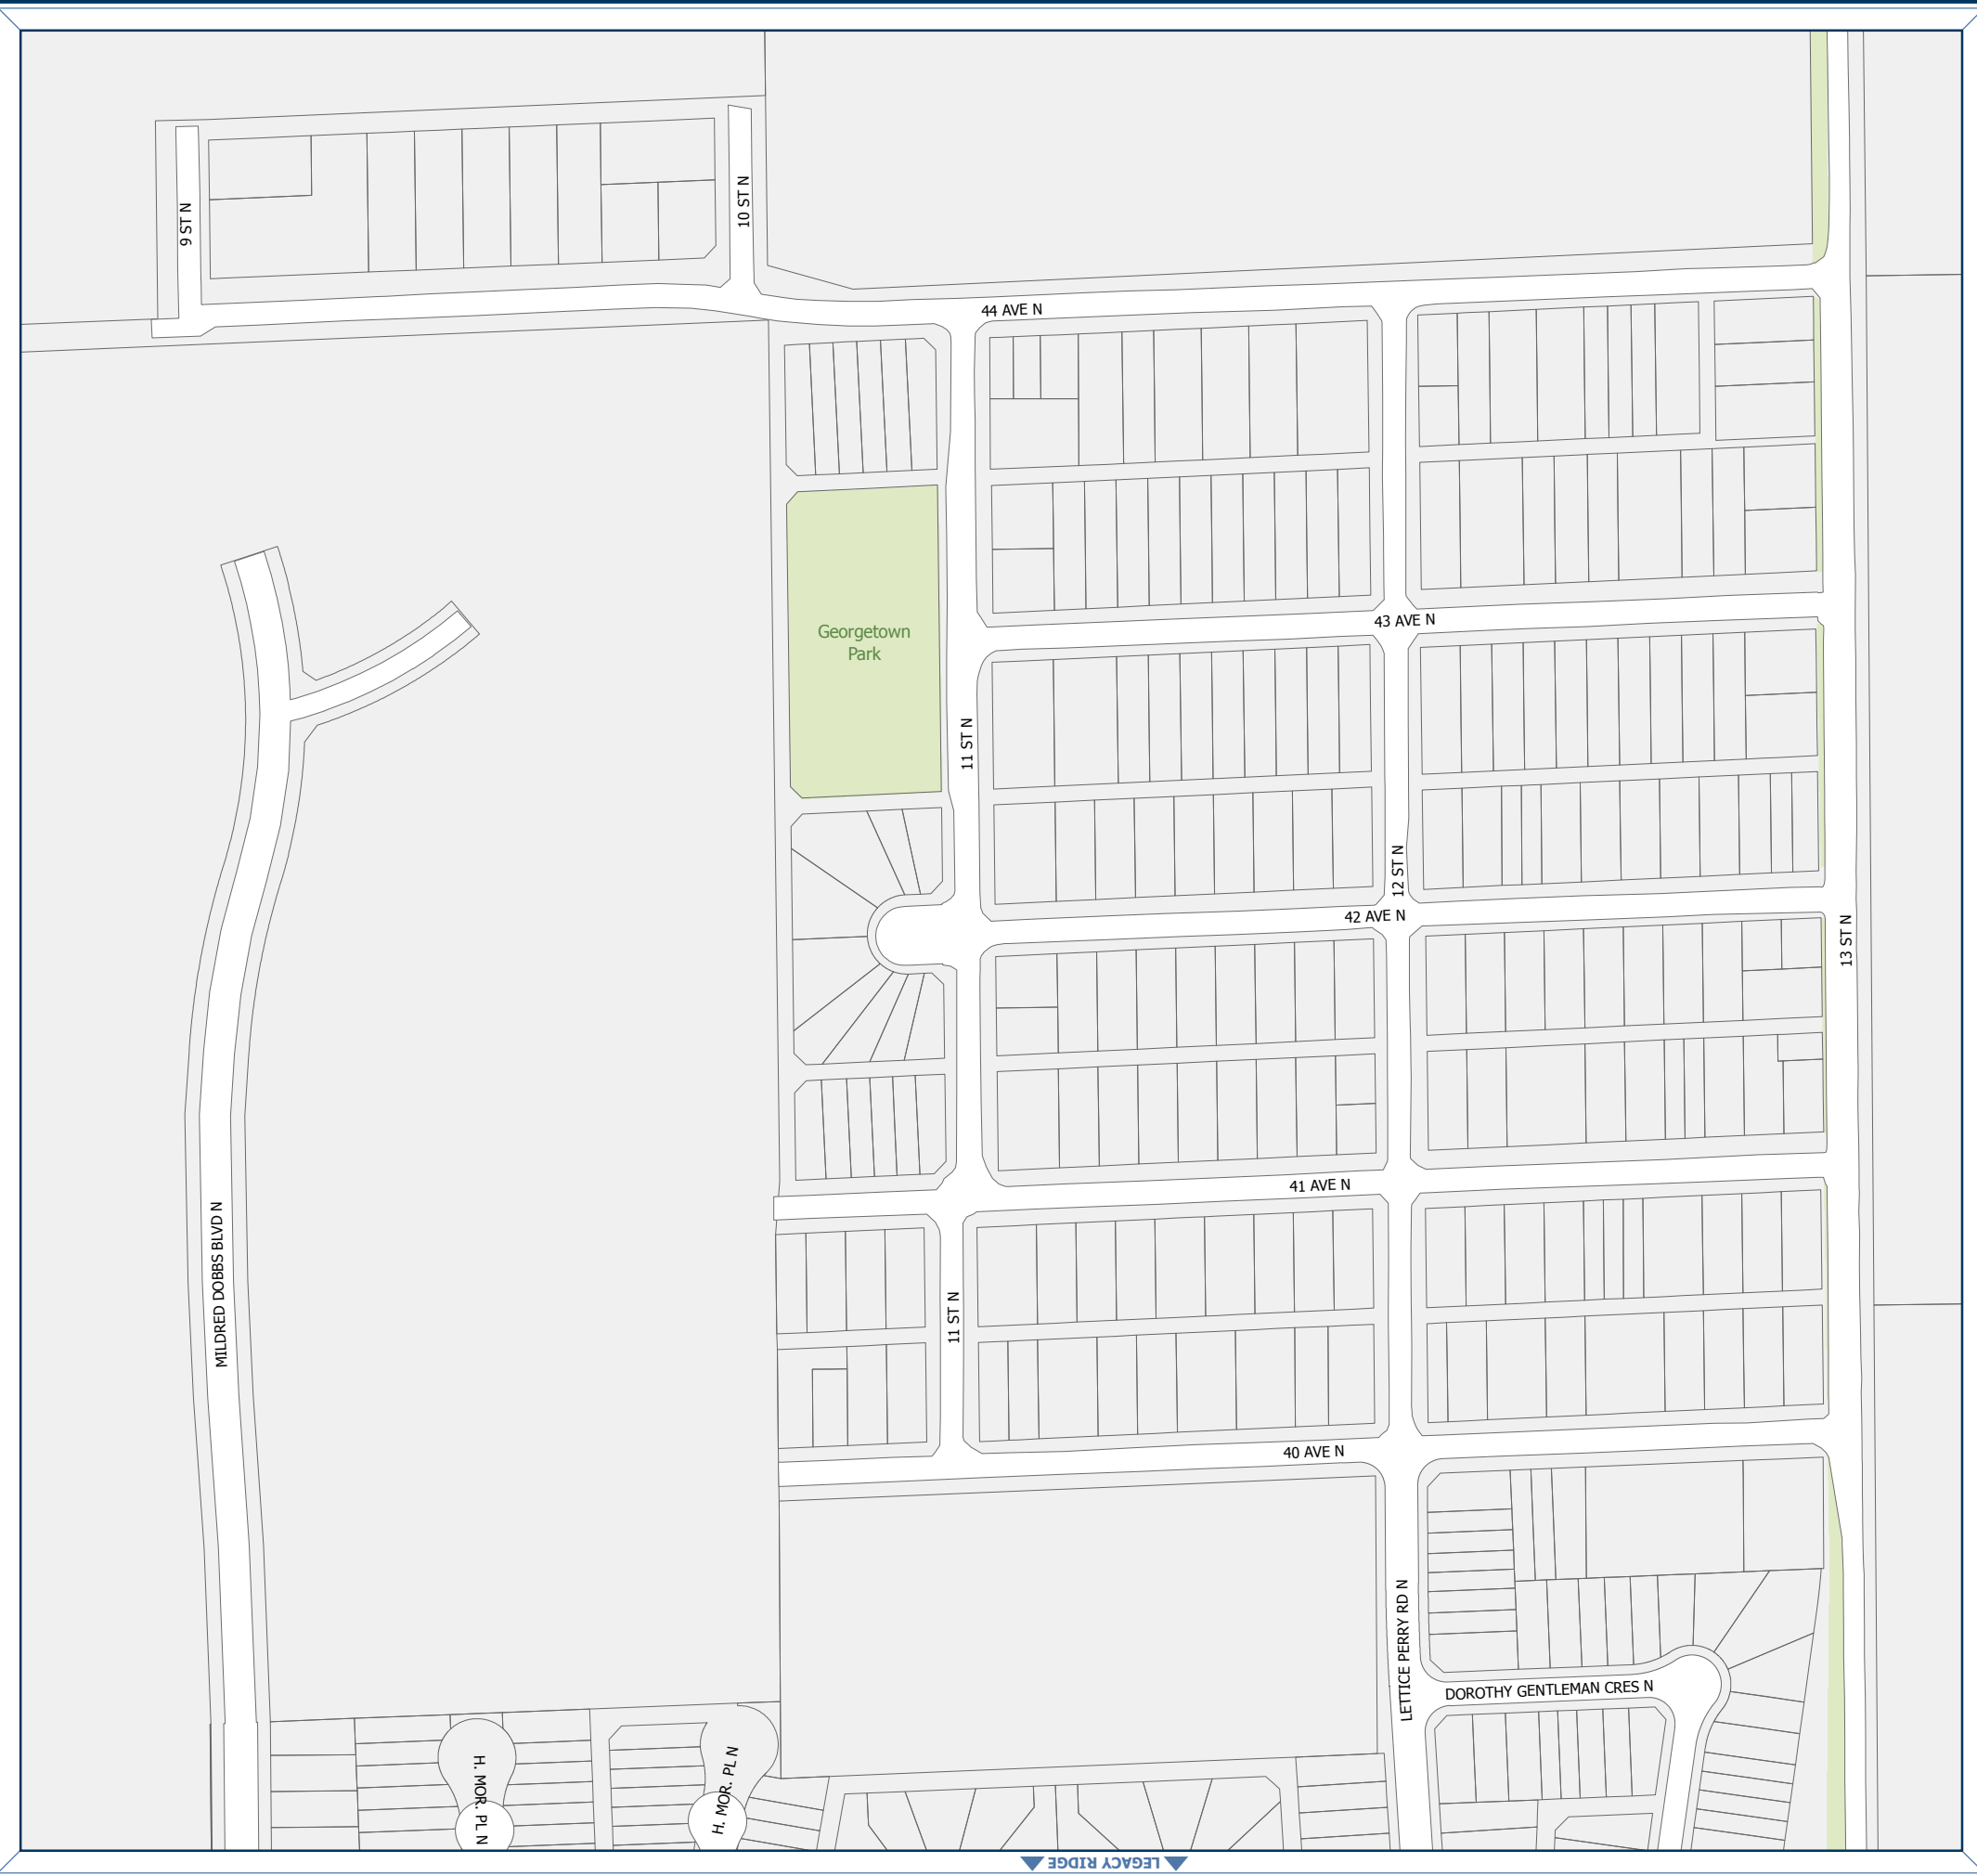 10 ST N
9 ST N
44 AVE N
43 AVE N
Georgetown
Park
11 ST N
12 ST N
42 AVE N
13 ST N
41 AVE N
MILDRED DOBBS BLVD N
11 ST N
40 AVE N
LETTICE PERRY RD N
DOROTHY GENTLEMAN CRES N
H. MOR. PL N
H. MOR. PL N
LEGACY RIDGE